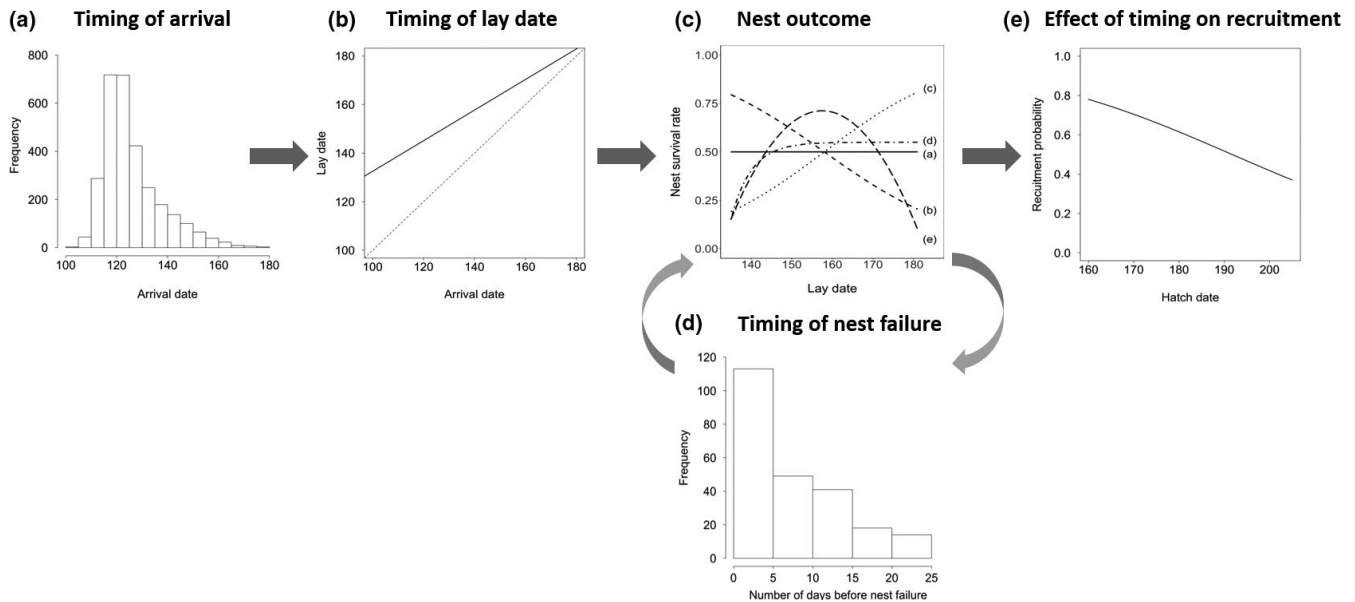 (a) Timing of arrival
800
600
400
200
0
Frequency
100 120 140 160 180
Arrival date
(b) Timing of lay date
180
160
140
120
100
Lay date
100 120 140 160 180
Arrival date
(c) Nest outcome
1.00
0.75
0.50
0.25
0.00
Nest survival rate
(c)
(d)
(a)
(b)
(e)
140 150 160 170 180
Lay date
(d) Timing of nest failure
120
100
80
60
40
20
0
Frequency
0 5 10 15 20 25
Number of days before nest failure
(e) Effect of timing on recruitment
1.0
0.8
0.6
0.4
0.2
0.0
Recruitment probability
160 170 180 190 200
Hatch date